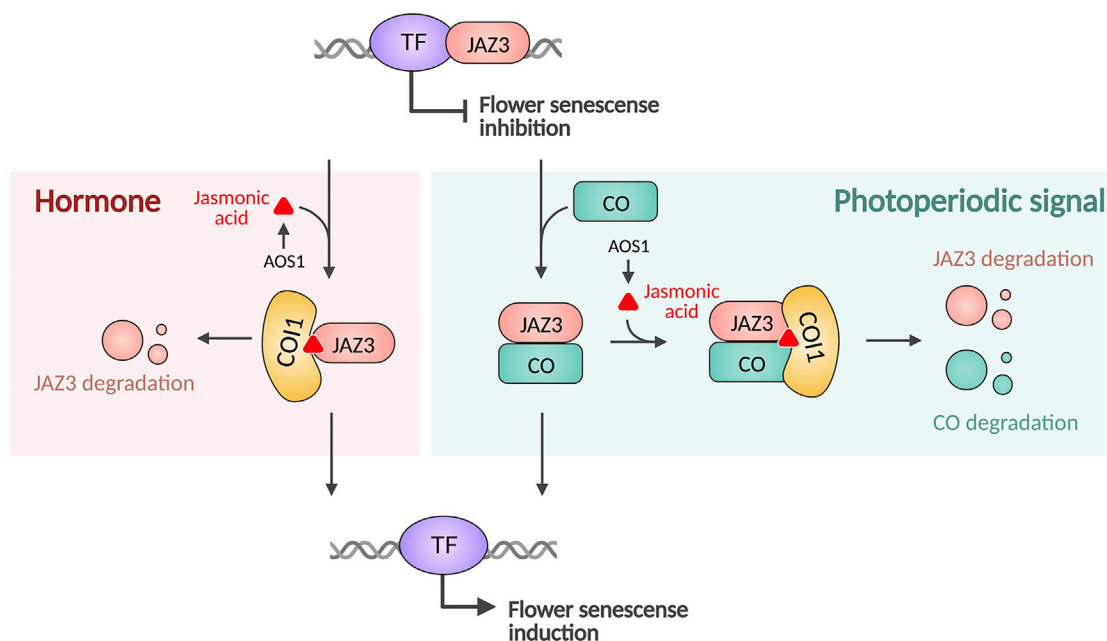 TF
JAZ3
Flower senescense
inhibition
Hormone
Jasmonic
acid
AOS1
COI1
JAZ3
JAZ3 degradation
Photoperiodic signal
CO
AOS1
Jasmonic
acid
JAZ3
CO
JAZ3
CO
COI1
JAZ3 degradation
CO degradation
TF
Flower senescense
induction